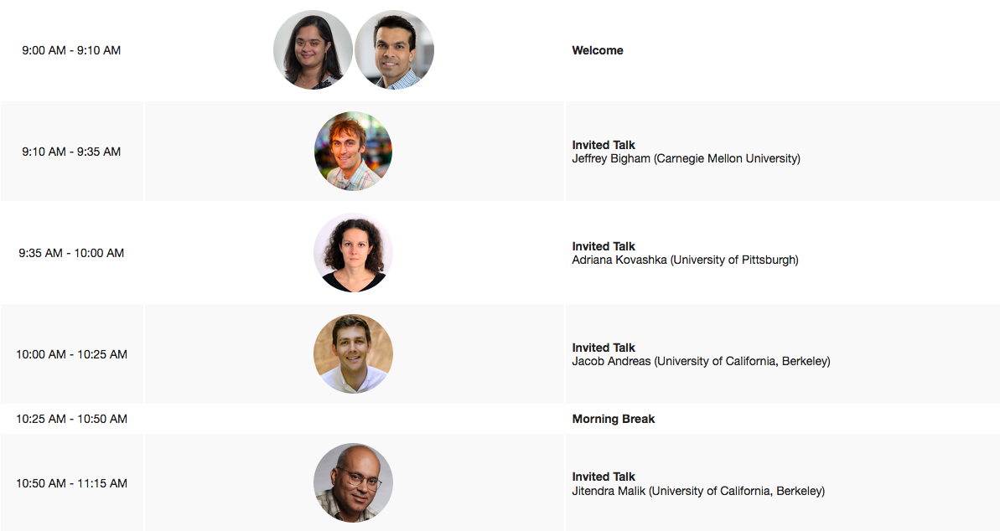 9:00 AM - 9:10 AM
Welcome
9:10 AM - 9:35 AM
Invited Talk
Jeffrey Bigham (Carnegie Mellon University)
9:35 AM - 10:00 AM
Invited Talk
Adriana Kovashka (University of Pittsburgh)
10:00 AM - 10:25 AM
Invited Talk
Jacob Andreas (University of California, Berkeley)
10:25 AM - 10:50 AM
Morning Break
10:50 AM - 11:15 AM
Invited Talk
Jitendra Malik (University of California, Berkeley)